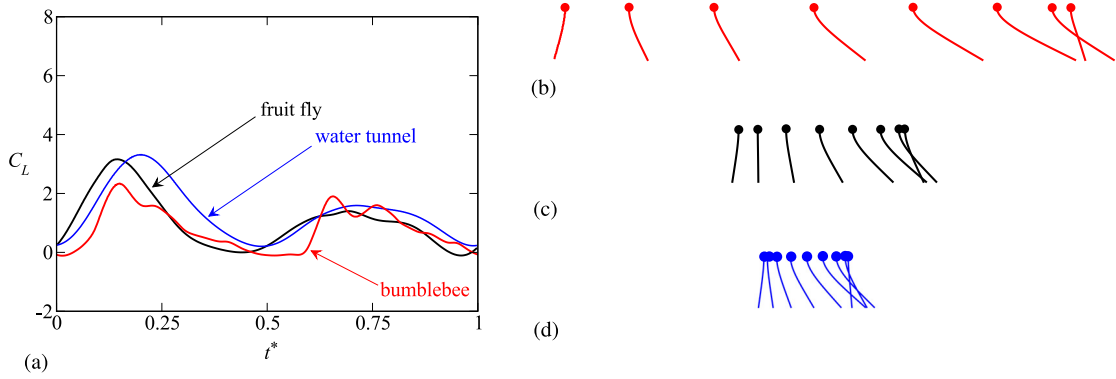 8
6
4
2
0
-2
C_L
fruit fly
water tunnel
bumblebee
0 0.25 0.5 0.75 1
t*
(a)
(b)
(c)
(d)